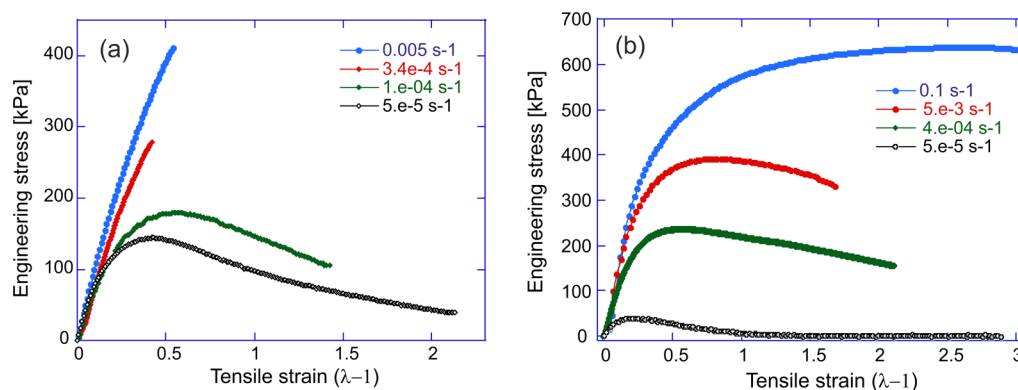 (a)
0.005 s-1
3.4e-4 s-1
1.e-04 s-1
5.e-5 s-1
Engineering stress [kPa]
400
300
200
100
0
0
0.5
1
1.5
2
Tensile strain (λ−1)
(b)
0.1 s-1
5.e-3 s-1
4.e-04 s-1
5.e-5 s-1
Engineering stress [kPa]
700
600
500
400
300
200
100
0
0
0.5
1
1.5
2
2.5
3
Tensile strain (λ−1)